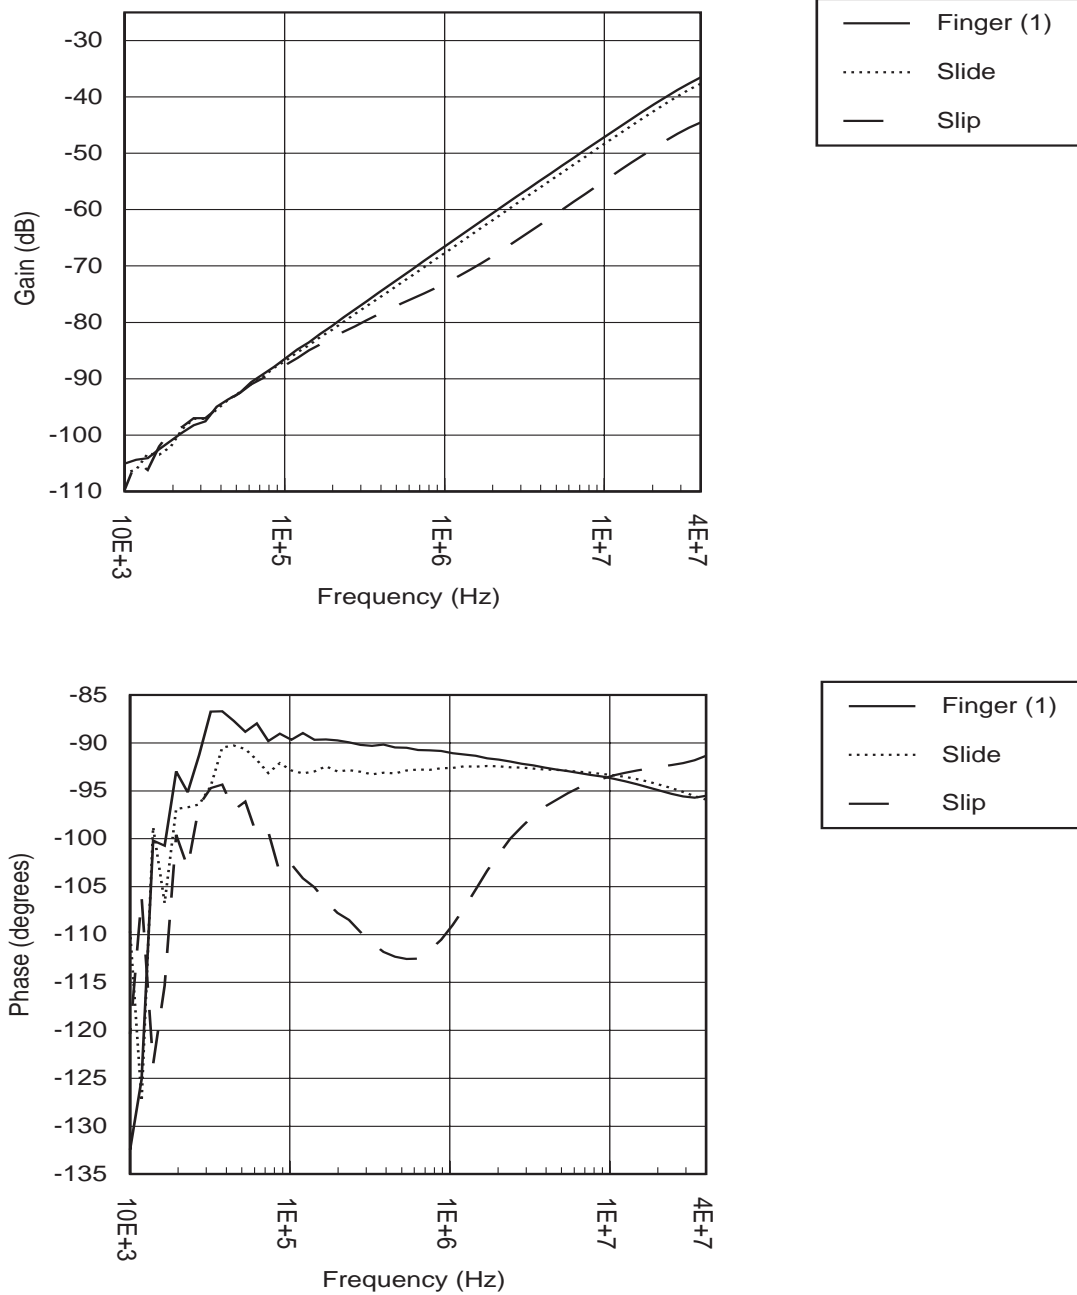 -30
-40
-50
-60
-70
-80
-90
-100
-110
Gain (dB)
10E+3
1E+5
1E+6
1E+7
4E+7
Frequency (Hz)
Finger (1)
Slide
Slip
-85
-90
-95
-100
-105
-110
-115
-120
-125
-130
-135
Phase (degrees)
10E+3
1E+5
1E+6
1E+7
4E+7
Frequency (Hz)
Finger (1)
Slide
Slip